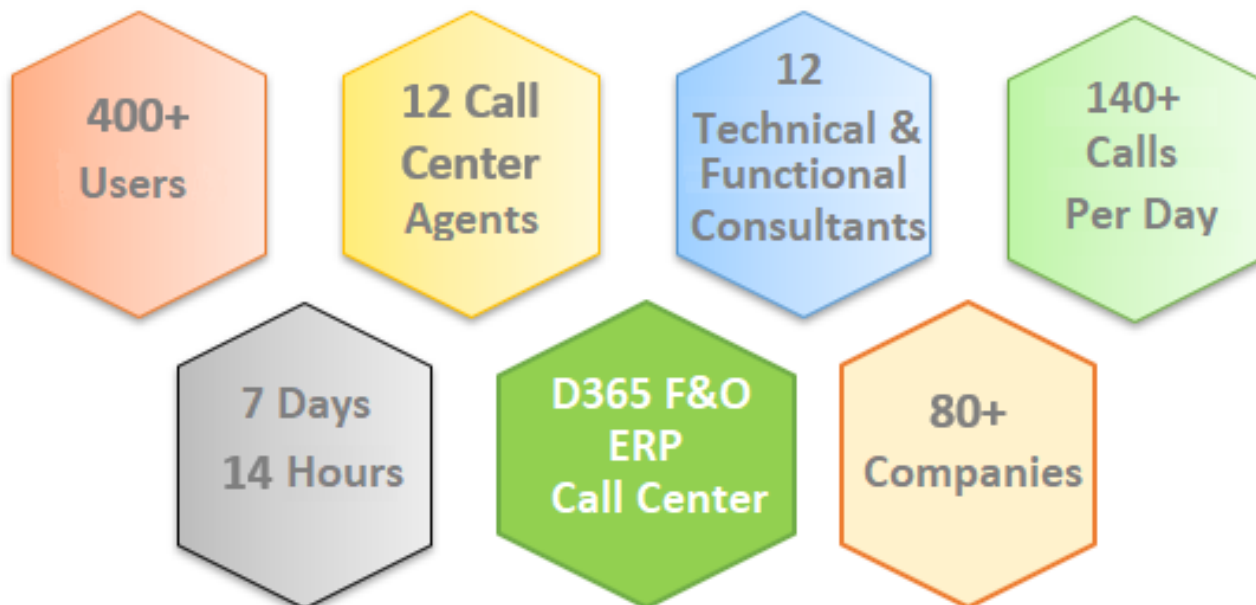 400+
Users
12 Call
Center
Agents
12
Technical &
Functional
Consultants
140+
Calls
Per Day
7 Days
14 Hours
D365 F&O
ERP
Call Center
80+
Companies